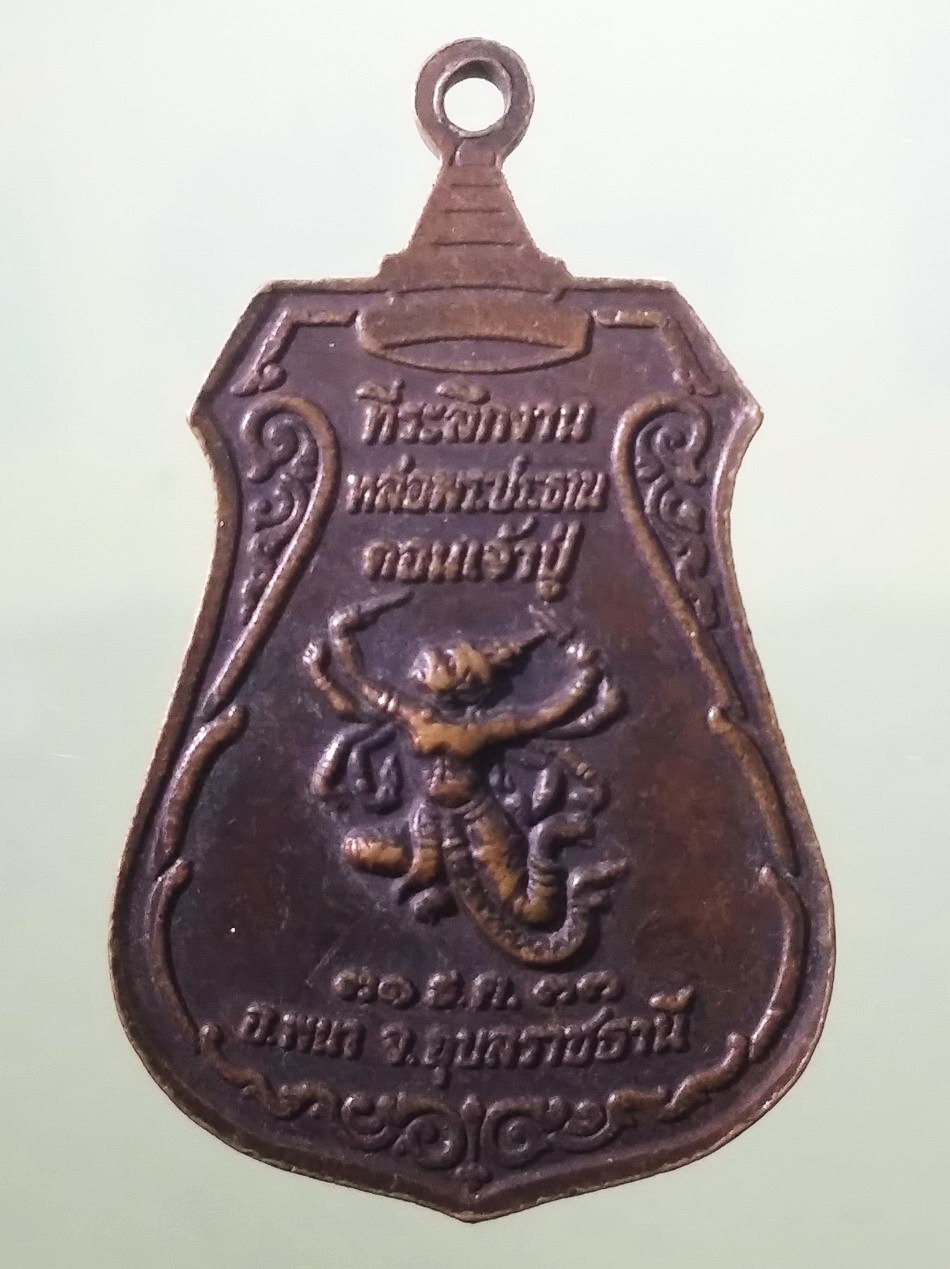 ที่ระลึกงาน
หล่อพระประธาน
ดอนเจ้าปู่
๓๑ ธ.ค. ๓๓
อ.พนา จ.อุบลราชธานี